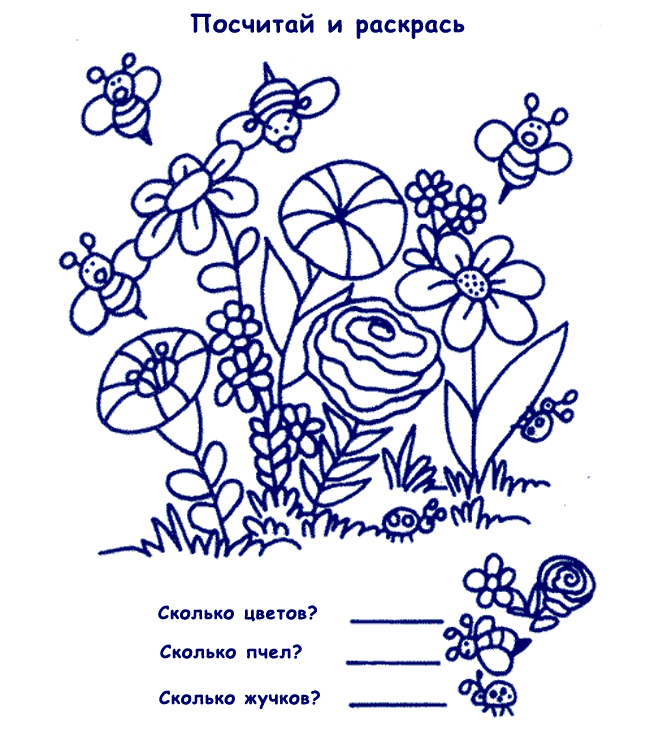 Посчитай и раскрась
Сколько цветов?
Сколько пчел?
Сколько жучков?